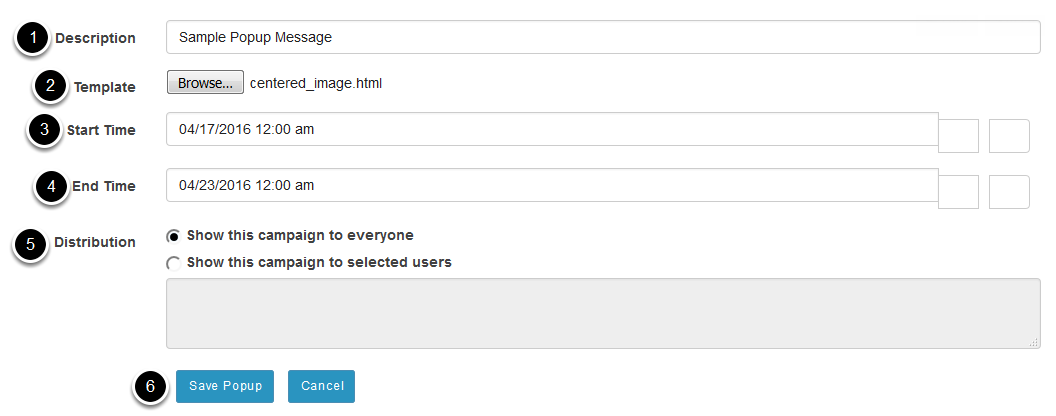 1 Description Sample Popup Message
2 Template Browse... centered_image.html
3 Start Time 04/17/2016 12:00 am
4 End Time 04/23/2016 12:00 am
5 Distribution Show this campaign to everyone
Show this campaign to selected users
6 Save Popup Cancel